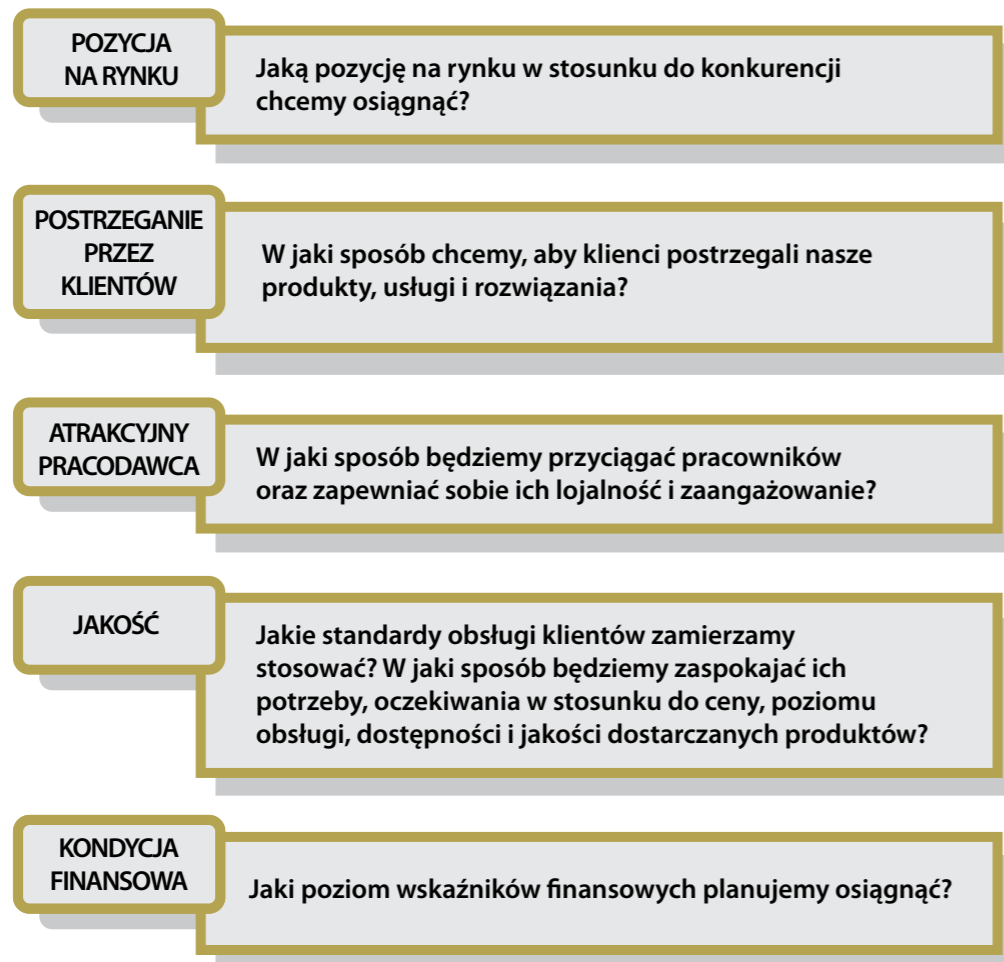 POZYCJA
NA RYNKU
Jaką pozycję na rynku w stosunku do konkurencji
chcemy osiągnąć?
POSTRZEGANIE
PRZEZ
KLIENTÓW
W jaki sposób chcemy, aby klienci postrzegali nasze
produkty, usługi i rozwiązania?
ATRAKCYJNY
PRACODAWCA
W jaki sposób będziemy przyciągać pracowników
oraz zapewniać sobie ich lojalność i zaangażowanie?
JAKOŚĆ
Jakie standardy obsługi klientów zamierzamy
stosować? W jaki sposób będziemy zaspokajać ich
potrzeby, oczekiwania w stosunku do ceny, poziomu
obsługi, dostępności i jakości dostarczanych produktów?
KONDYCJA
FINANSOWA
Jaki poziom wskaźników finansowych planujemy osiągnąć?